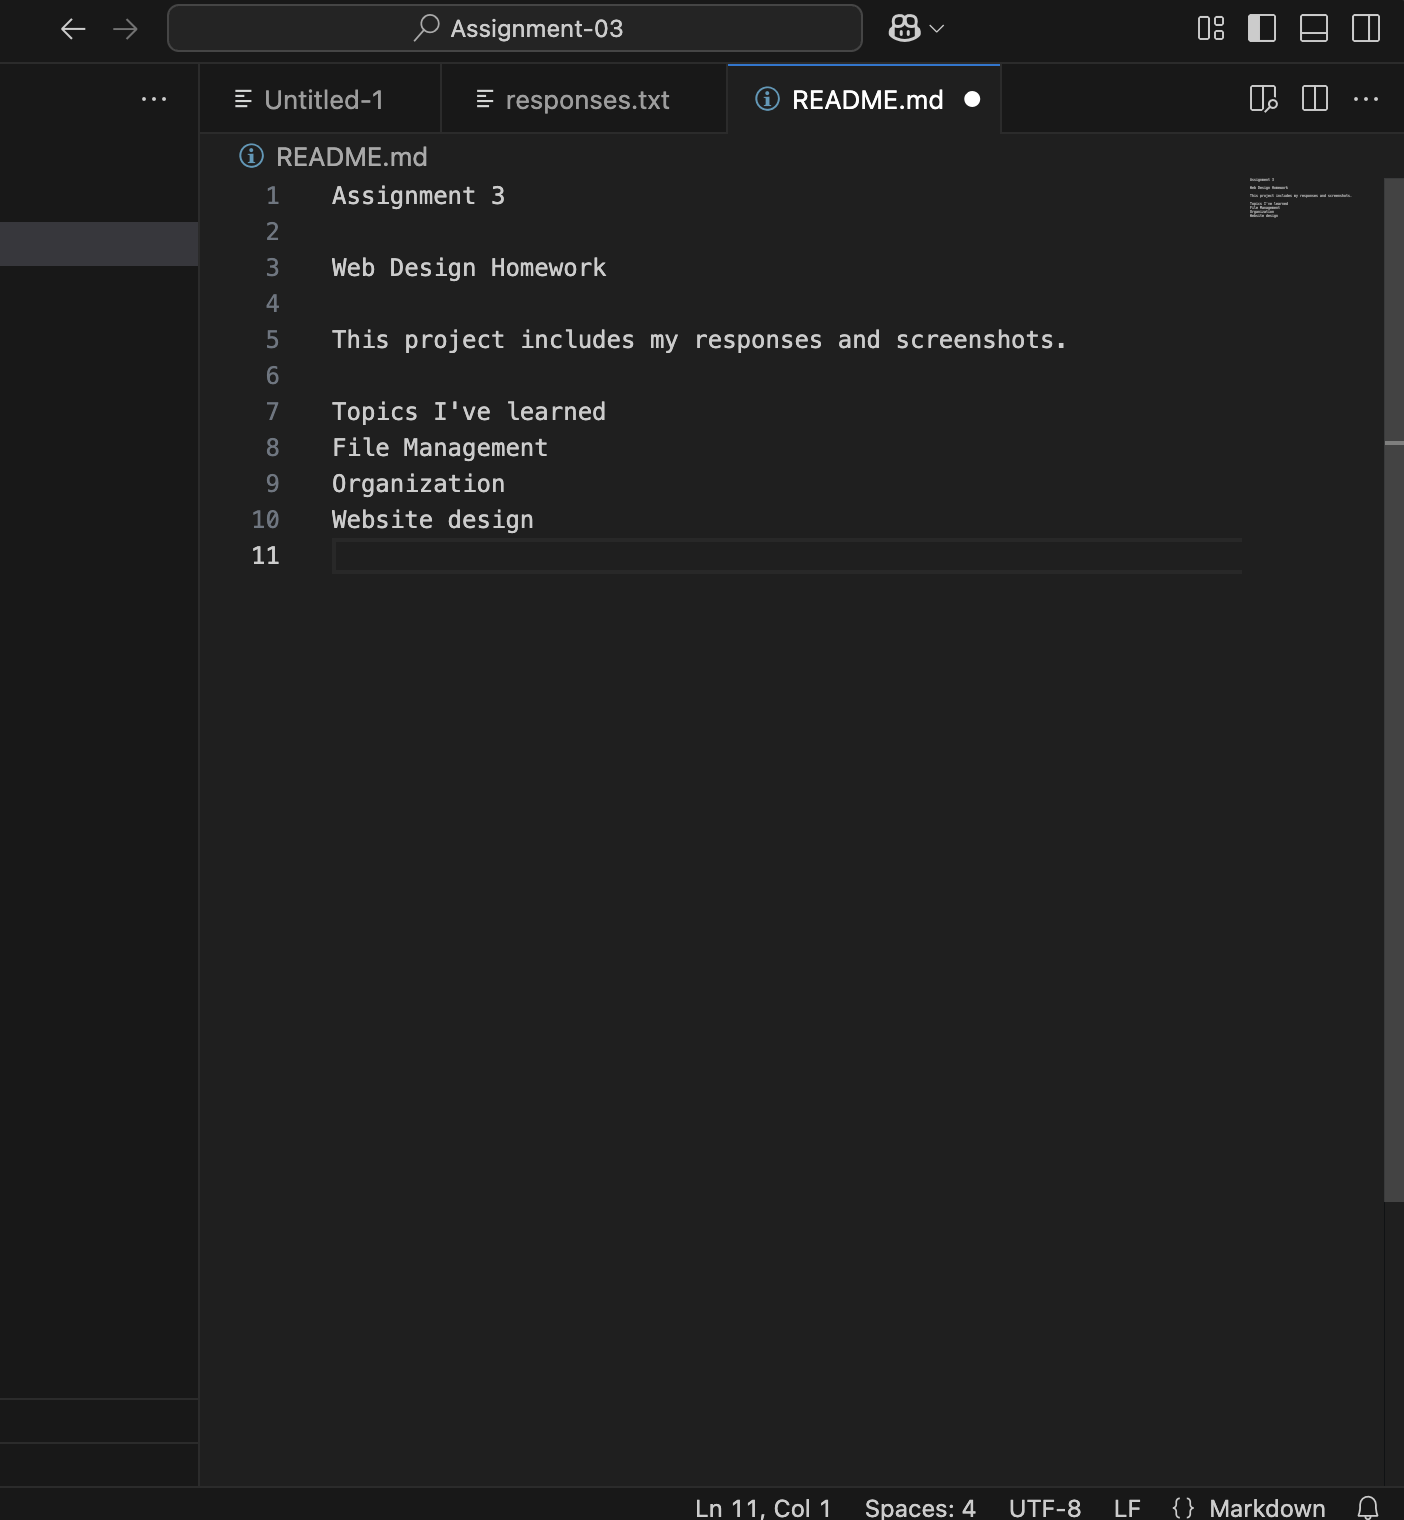 Assignment-03
Untitled-1
responses.txt
README.md
README.md
1 Assignment 3
2
3 Web Design Homework
4
5 This project includes my responses and screenshots.
6
7 Topics I've learned
8 File Management
9 Organization
10 Website design
11
Ln 11, Col 1 Spaces: 4 UTF-8 LF {} Markdown